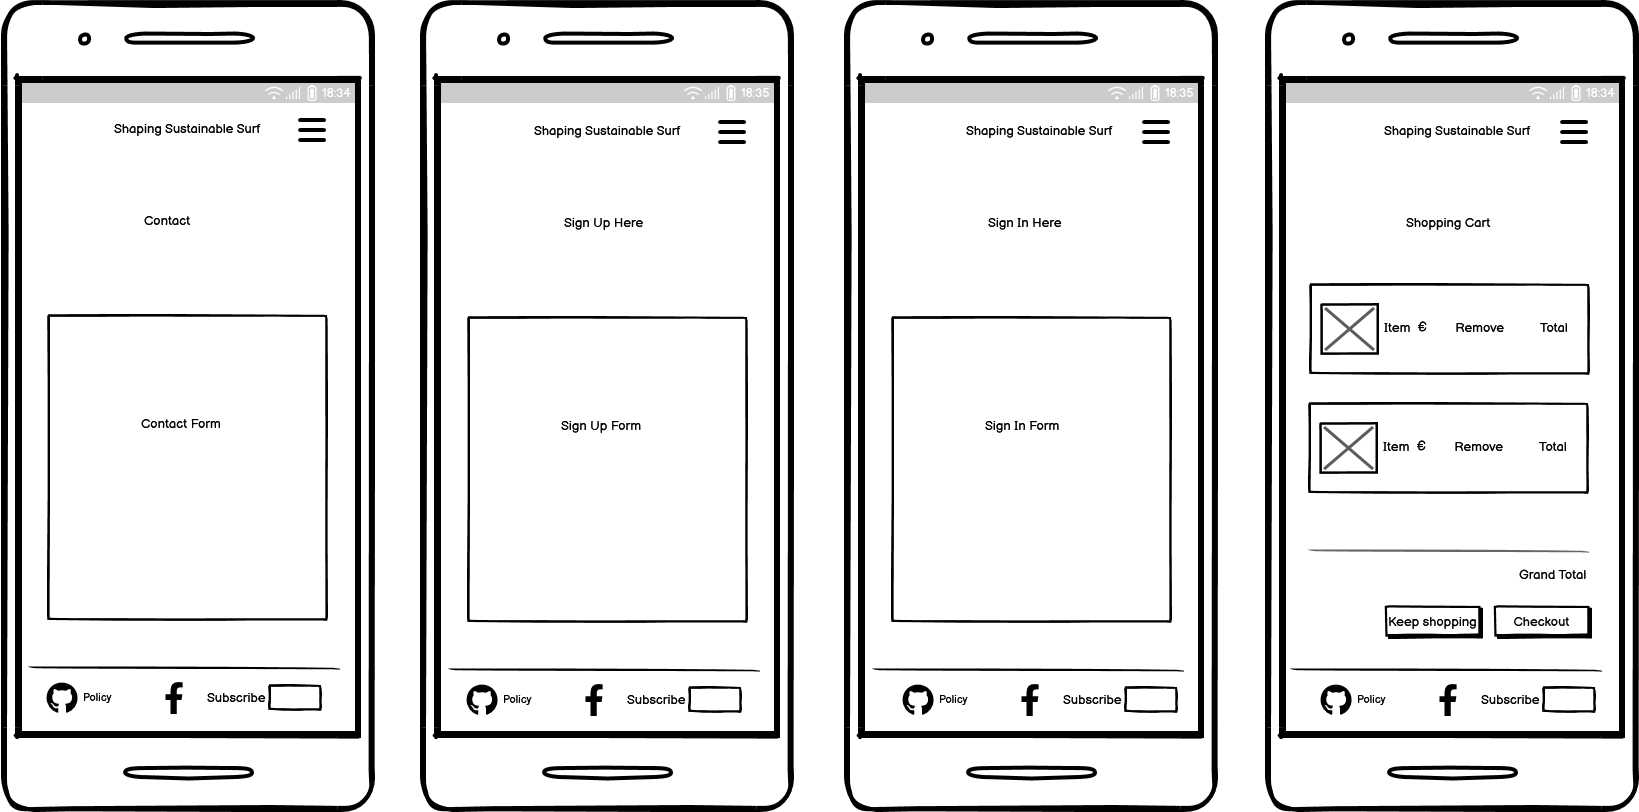 18:34
Shaping Sustainable Surf
Contact
Contact Form
Policy
Subscribe
18:35
Shaping Sustainable Surf
Sign Up Here
Sign Up Form
Policy
Subscribe
18:35
Shaping Sustainable Surf
Sign In Here
Sign In Form
Policy
Subscribe
18:34
Shaping Sustainable Surf
Shopping Cart
Item € Remove Total
Item € Remove Total
Grand Total
Keep shopping Checkout
Policy
Subscribe